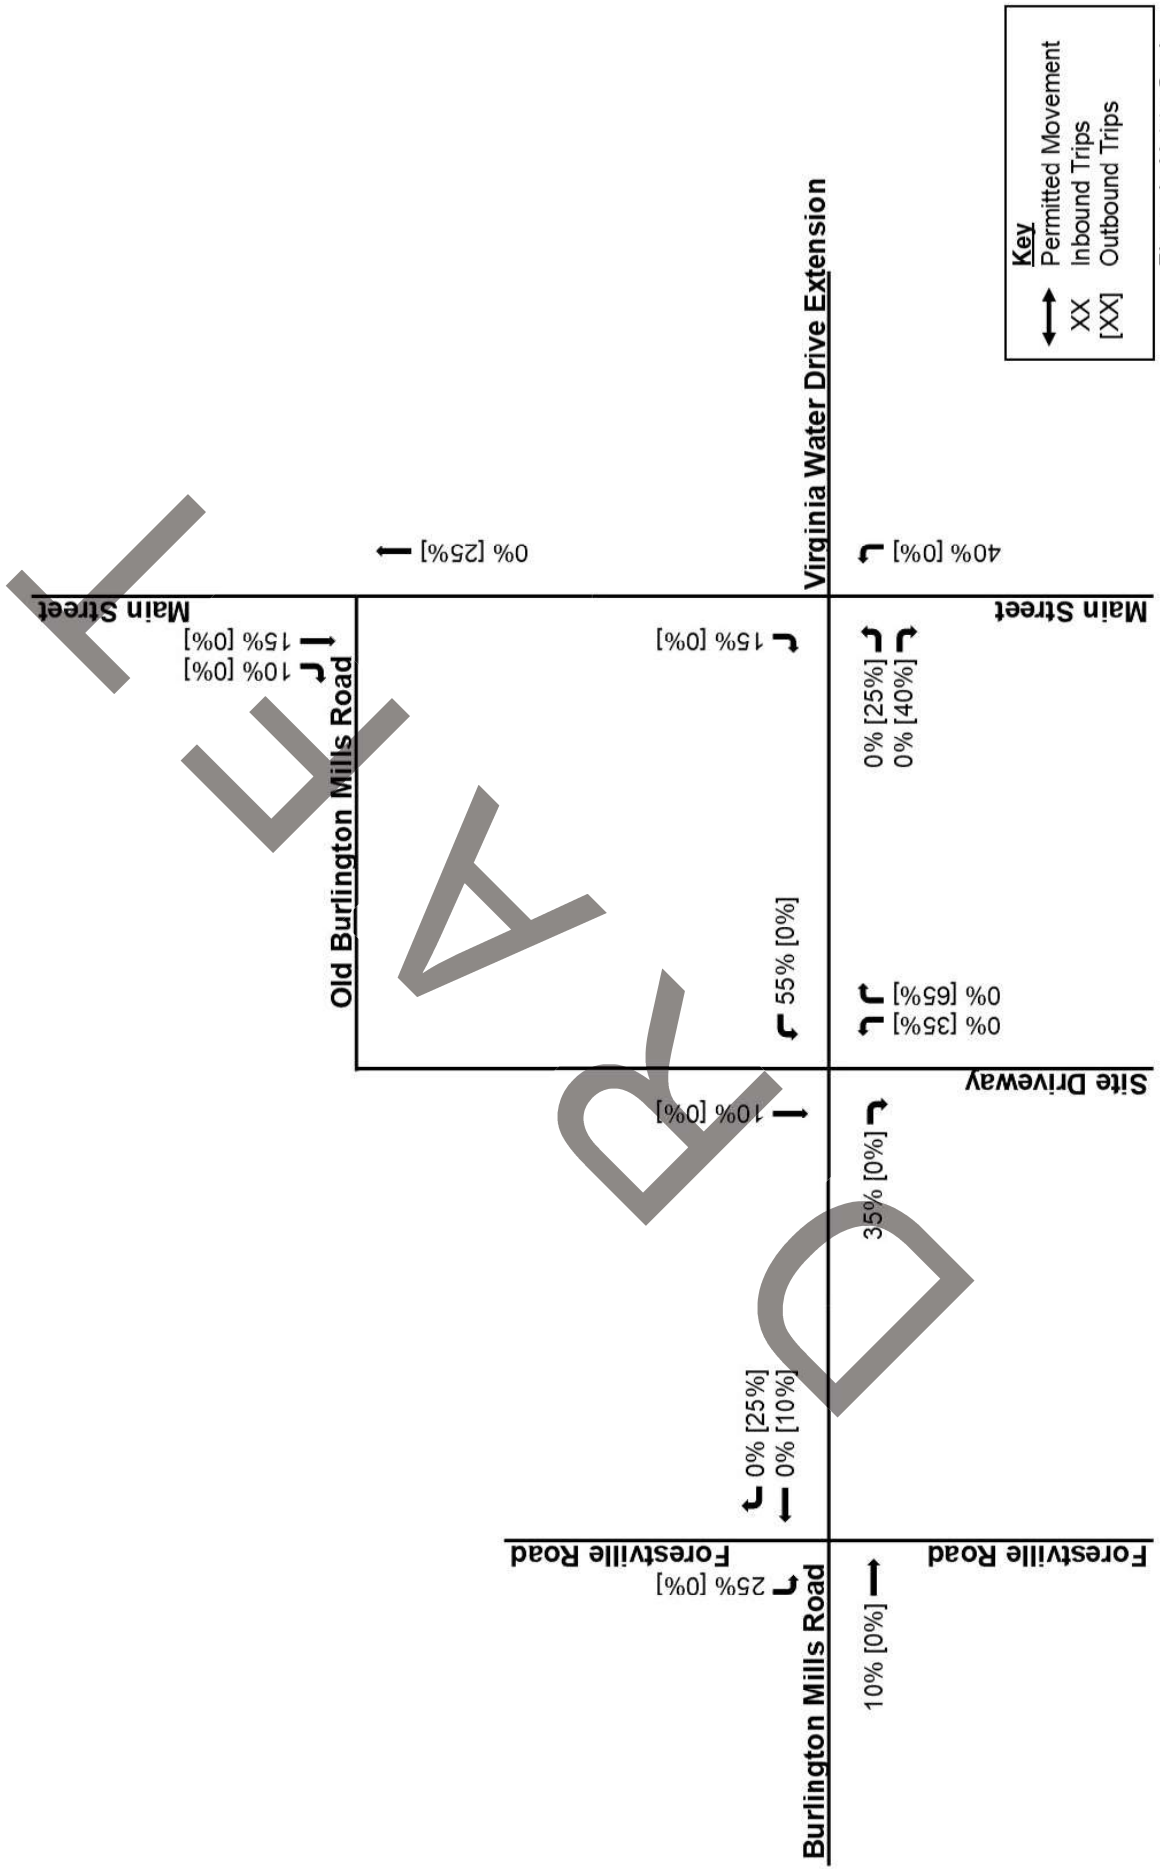 Main Street
15% [0%]
10% [0%]
0% [25%]
Old Burlington Mills Road
Virginia Water Drive Extension
15% [0%]
40% [0%]
Main Street
0% [25%]
0% [40%]
55% [0%]
0% [65%]
0% [35%]
Site Driveway
10% [0%]
35% [0%]
0% [25%]
0% [10%]
Forestville Road
Forestville Road
25% [0%]
Burlington Mills Road
10% [0%]
Key
Permitted Movement
XX Inbound Trips
[XX] Outbound Trips
DRAFT